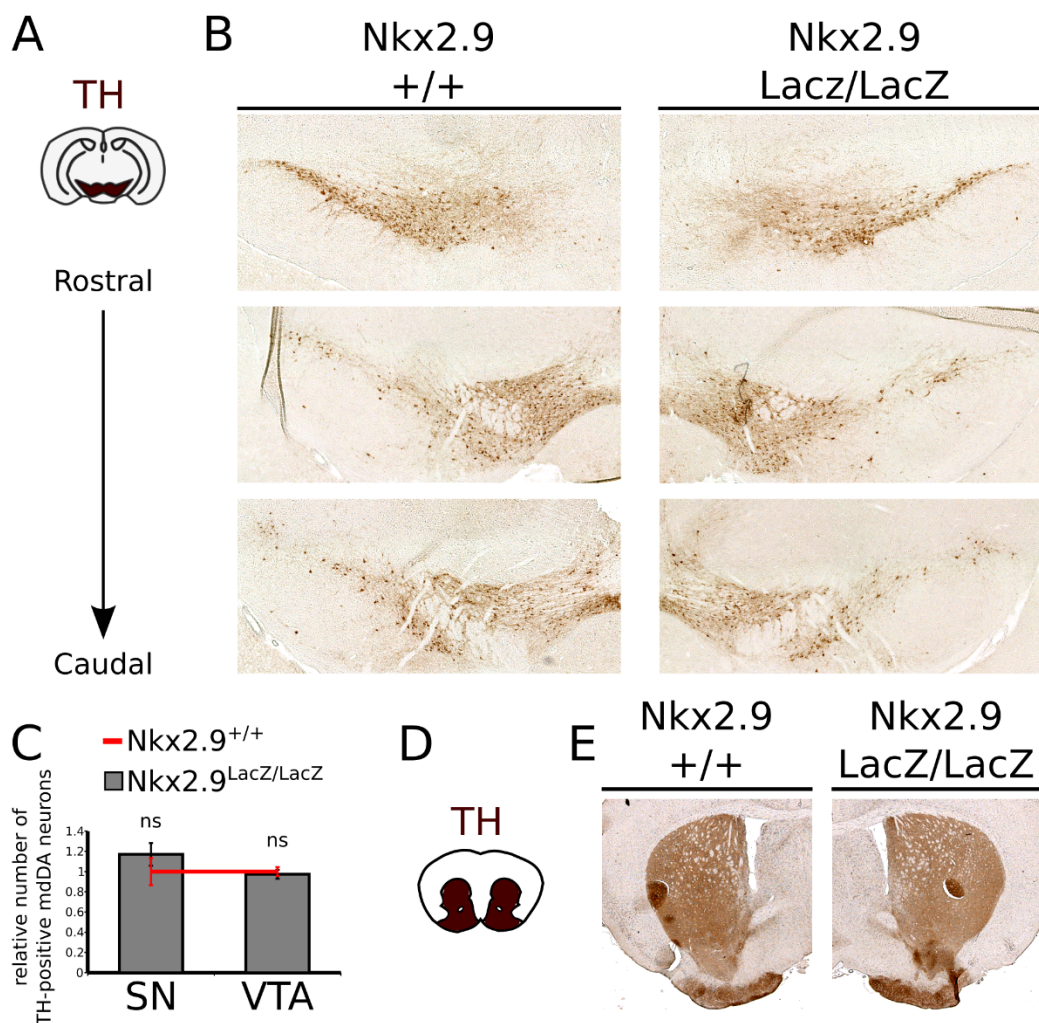 A
TH
Rostral
Caudal
B
Nkx2.9
+/+
Nkx2.9
Lacz/LacZ
C
Nkx2.9+/+
Nkx2.9LacZ/LacZ
relative number of
TH-positive mdDA neurons
1.4
1.2
1
0.8
0.6
0.4
0.2
0
ns
ns
SN
VTA
D
TH
E
Nkx2.9
+/+
Nkx2.9
LacZ/LacZ